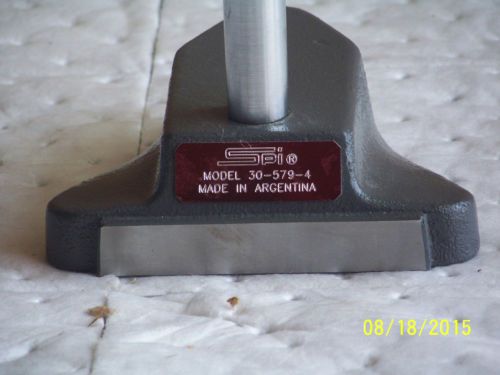 Spi®
MODEL 30-579-4
MADE IN ARGENTINA
08/18/2015